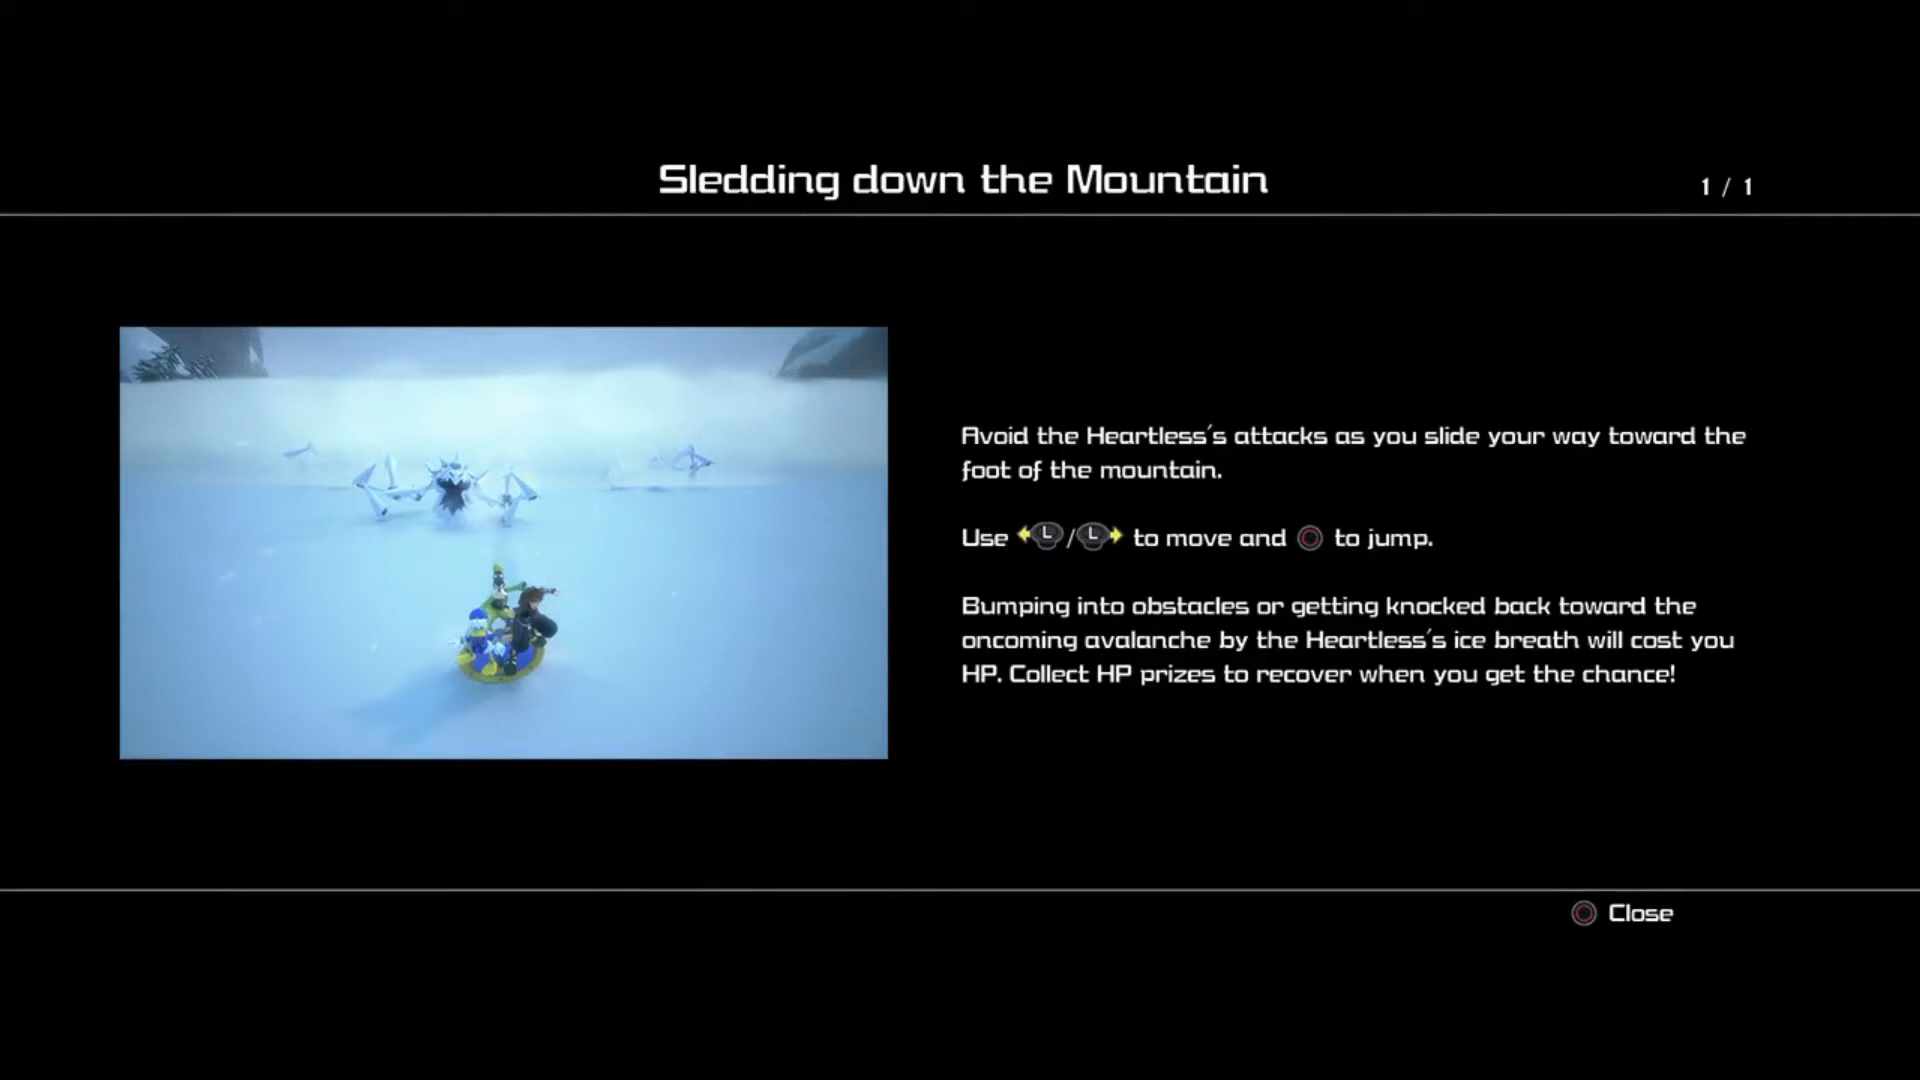 Sledding down the Mountain
1 / 1
Avoid the Heartless's attacks as you slide your way toward the
foot of the mountain.
Use L / L to move and to jump.
Bumping into obstacles or getting knocked back toward the
oncoming avalanche by the Heartless's ice breath will cost you
HP. Collect HP prizes to recover when you get the chance!
Close